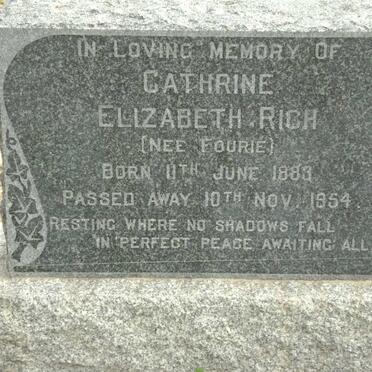 IN LOVING MEMORY OF
CATHRINE
ELIZABETH RICH
(NEE FOURIE)
BORN 11TH JUNE 1883
PASSED AWAY 10TH NOV. 1954.
RESTING WHERE NO SHADOWS FALL
IN PERFECT PEACE AWAITING ALL